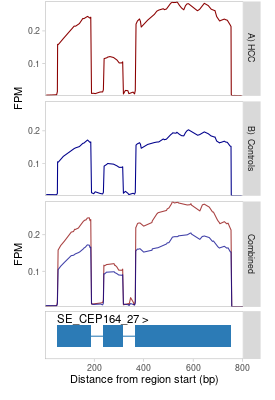 0.2
0.1
A) HCC
FPM
0.2
0.1
B) Controls
0.2
0.1
Combined
FPM
SE_CEP164_27 >
200 400 600 800
Distance from region start (bp)